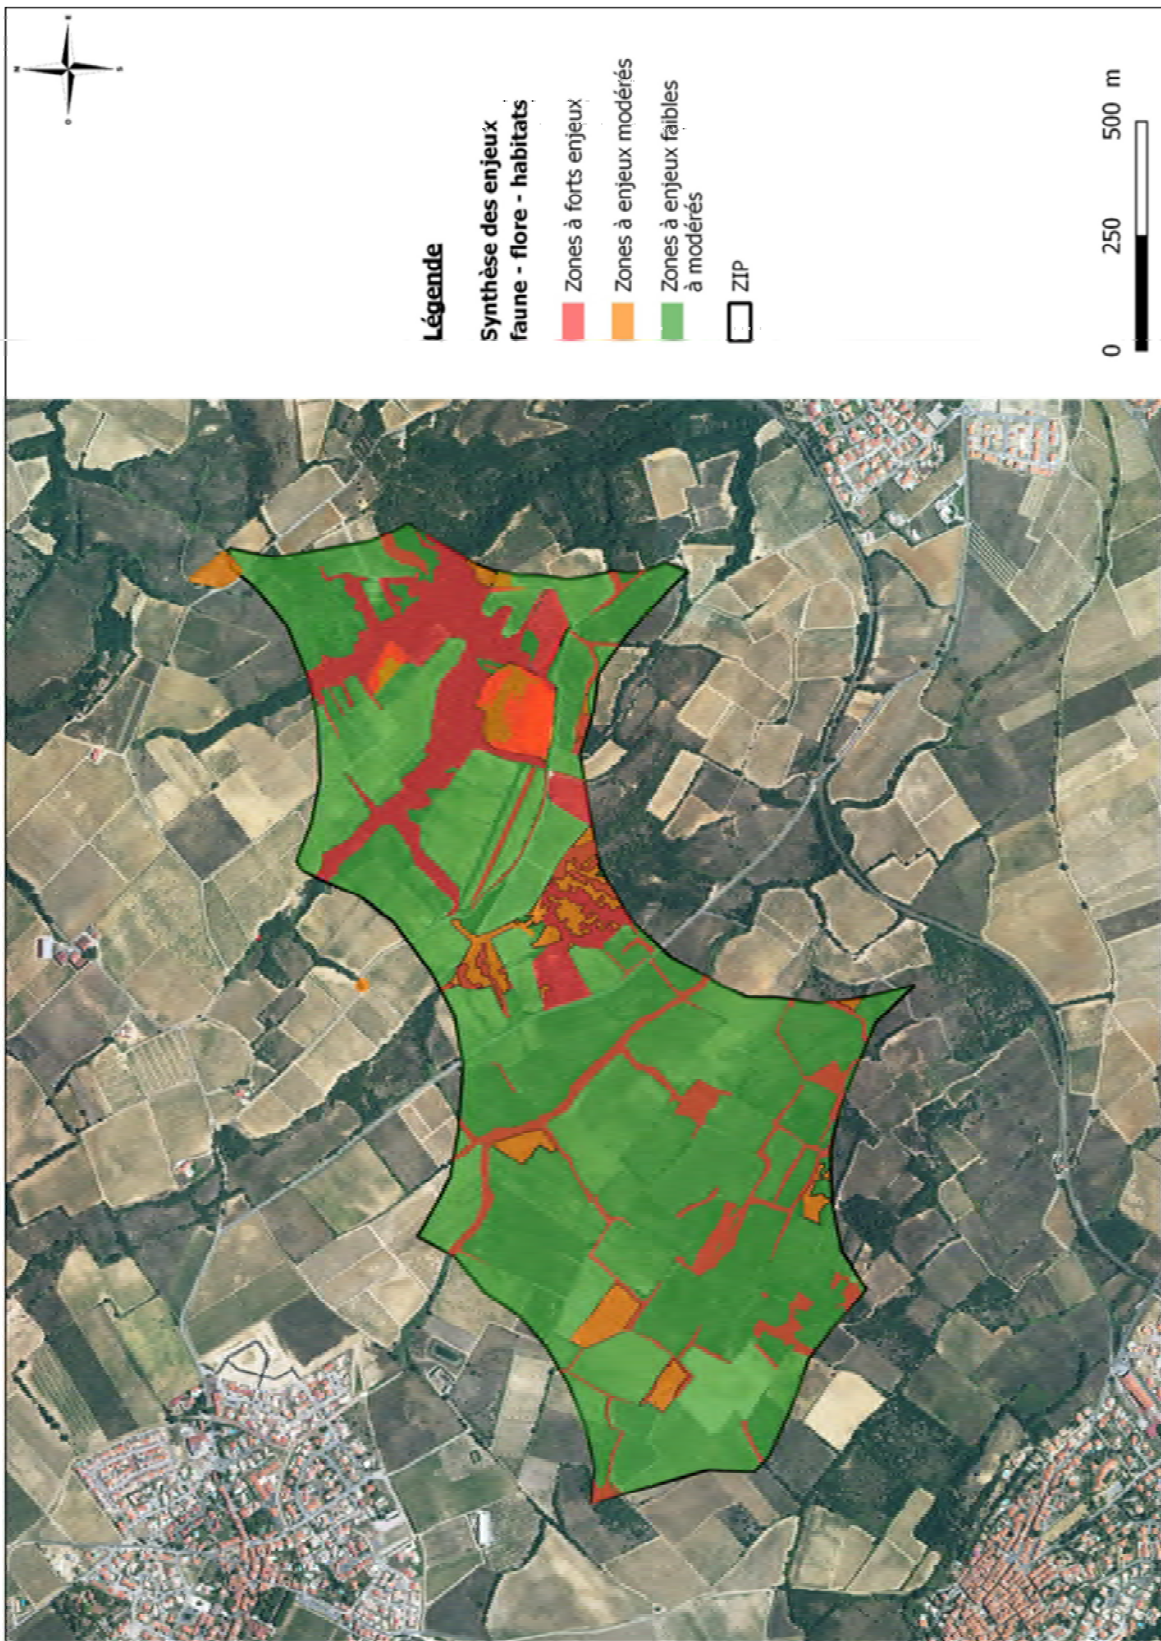 N
E
S
O
Légende
Synthèse des enjeux
faune - flore - habitats
Zones à forts enjeux
Zones à enjeux modérés
Zones à enjeux faibles
à modérés
ZIP
0 250 500 m